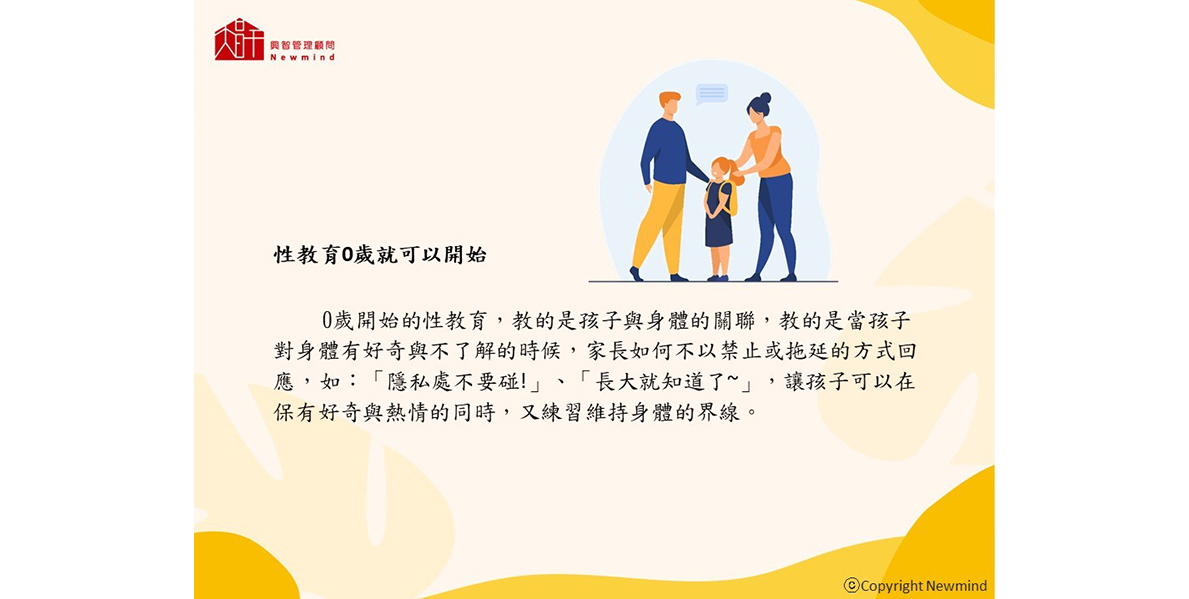 興智管理顧問
Newmind
性教育0歲就可以開始
0歲開始的性教育，教的是孩子與身體的關聯，教的是當孩子
對身體有好奇與不了解的時候，家長如何不以禁止或拖延的方式回
應，如：「隱私處不要碰!」、「長大就知道了~」，讓孩子可以在
保有好奇與熱情的同時，又練習維持身體的界線。
ⓒCopyright Newmind